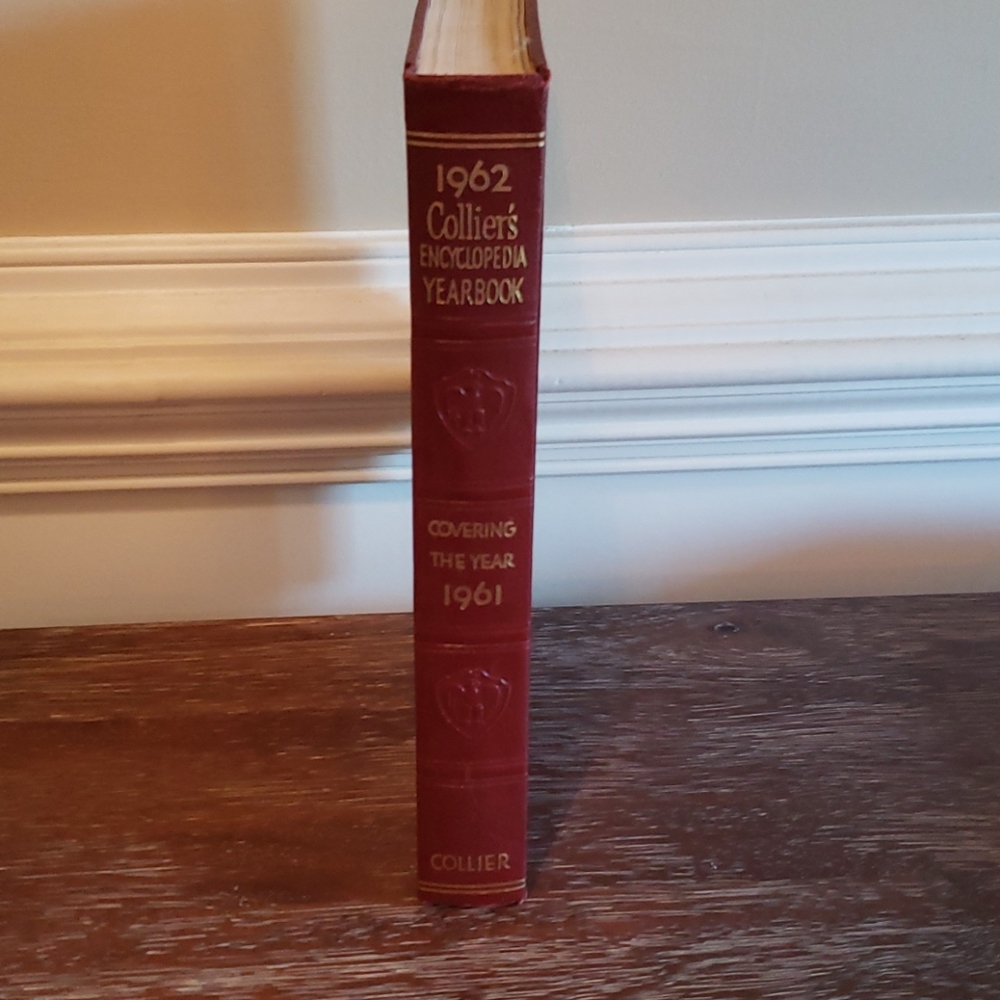 1962
Collier's
ENCYCLOPEDIA
YEARBOOK
COVERING
THE YEAR
1961
COLLIER